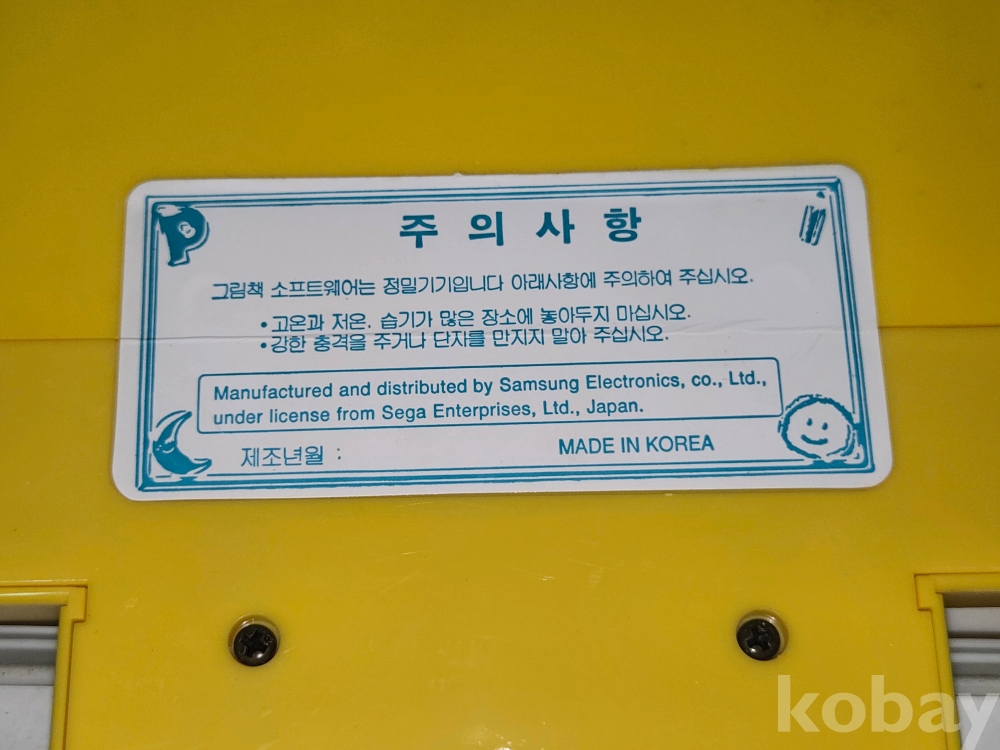 주의사항
그림책 소프트웨어는 정밀기기입니다 아래사항에 주의하여 주십시오.
•고온과 저온. 습기가 많은 장소에 놓아두지 마십시오.
•강한 충격을 주거나 단자를 만지지 말아 주십시오.
Manufactured and distributed by Samsung Electronics, co., Ltd.,
under license from Sega Enterprises, Ltd., Japan.
제조년월 :
MADE IN KOREA
kobay